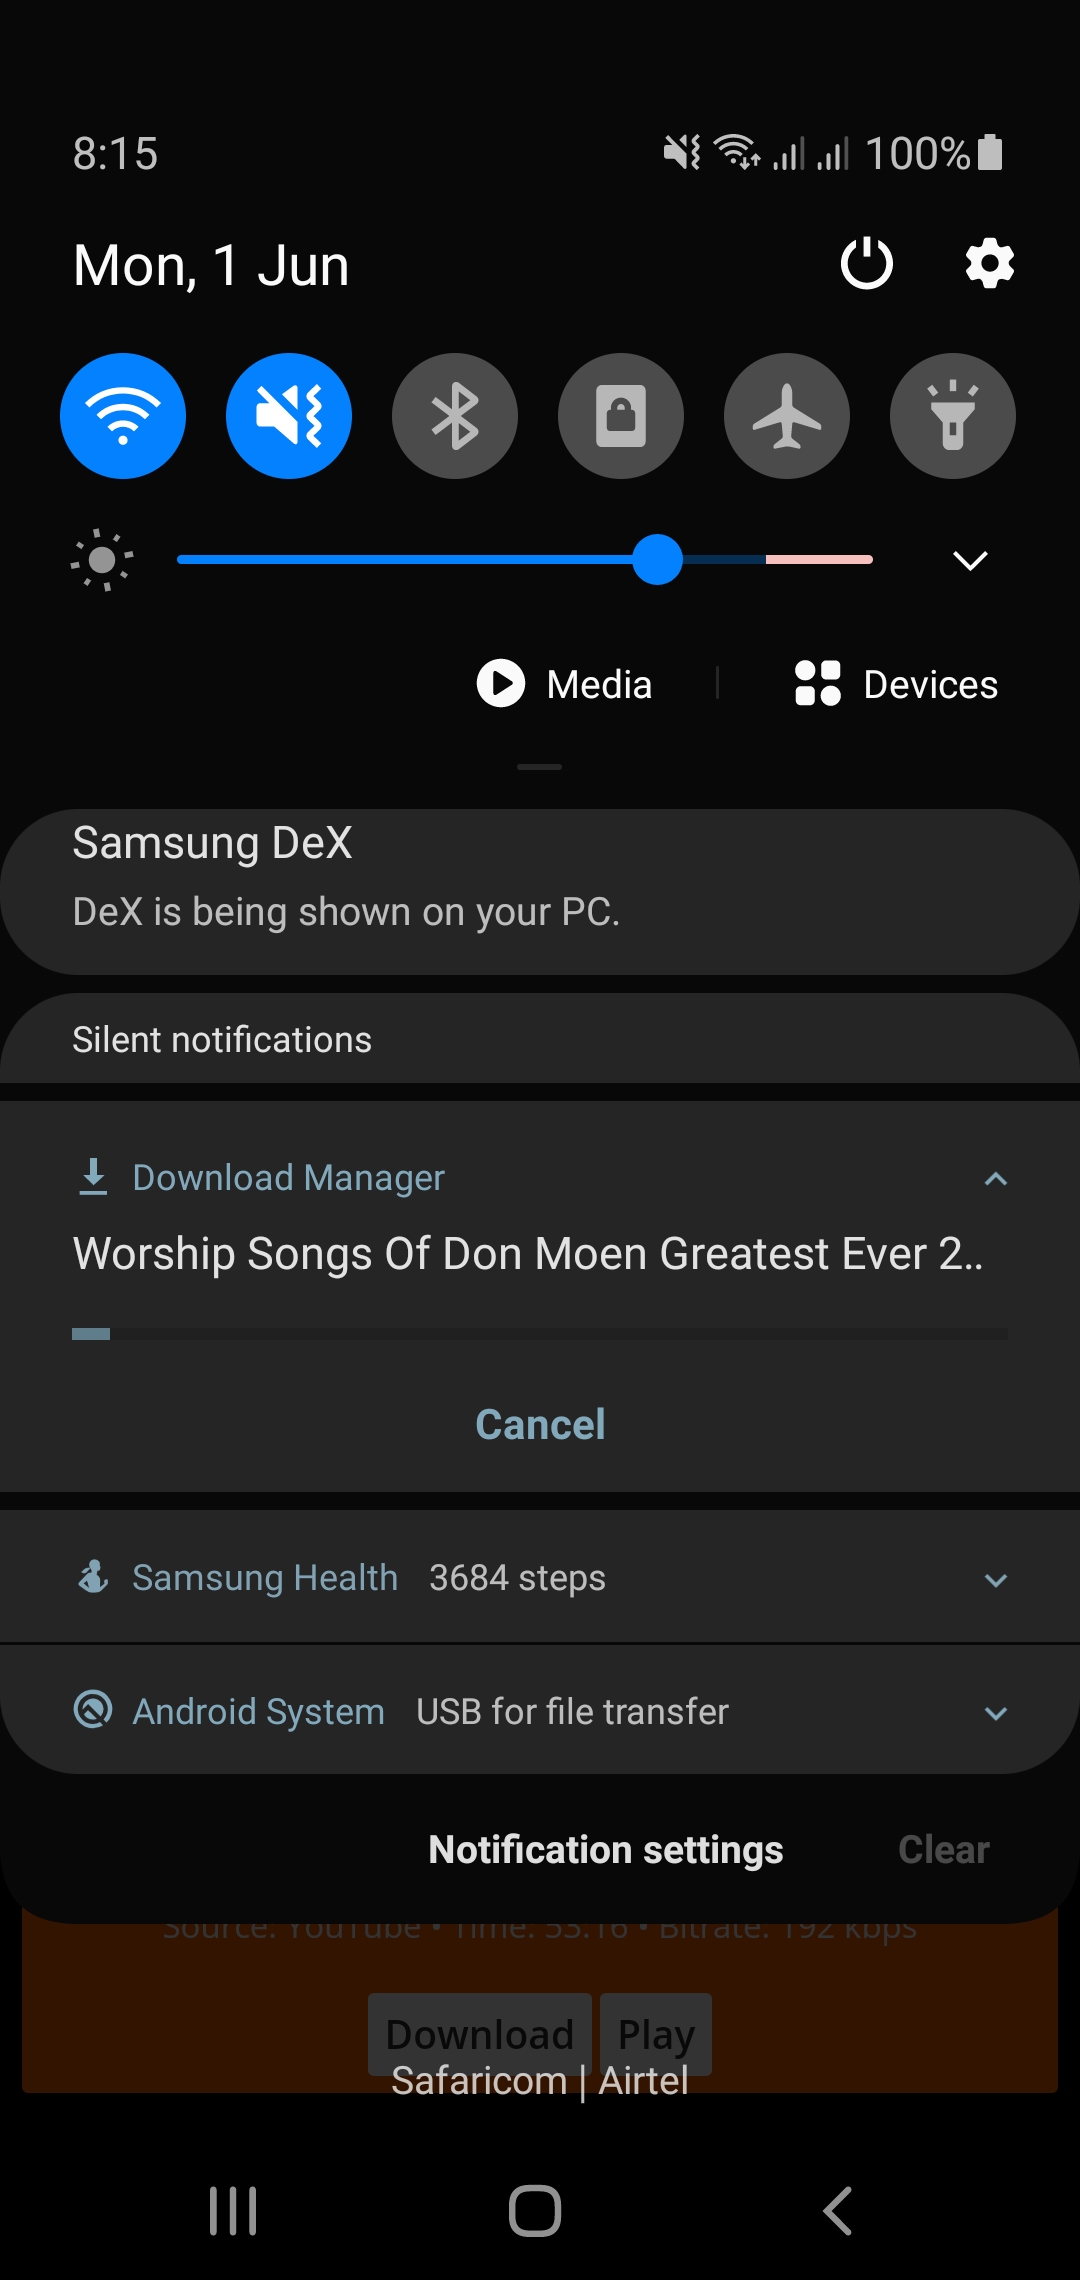 8:15 100%
Mon, 1 Jun
Media Devices
Samsung DeX
DeX is being shown on your PC.
Silent notifications
Download Manager
Worship Songs Of Don Moen Greatest Ever 2..
Cancel
Samsung Health 3684 steps
Android System USB for file transfer
Notification settings Clear
Source: YouTube • Time: 53:16 • Bitrate: 192 kbps
Download Play
Safaricom | Airtel